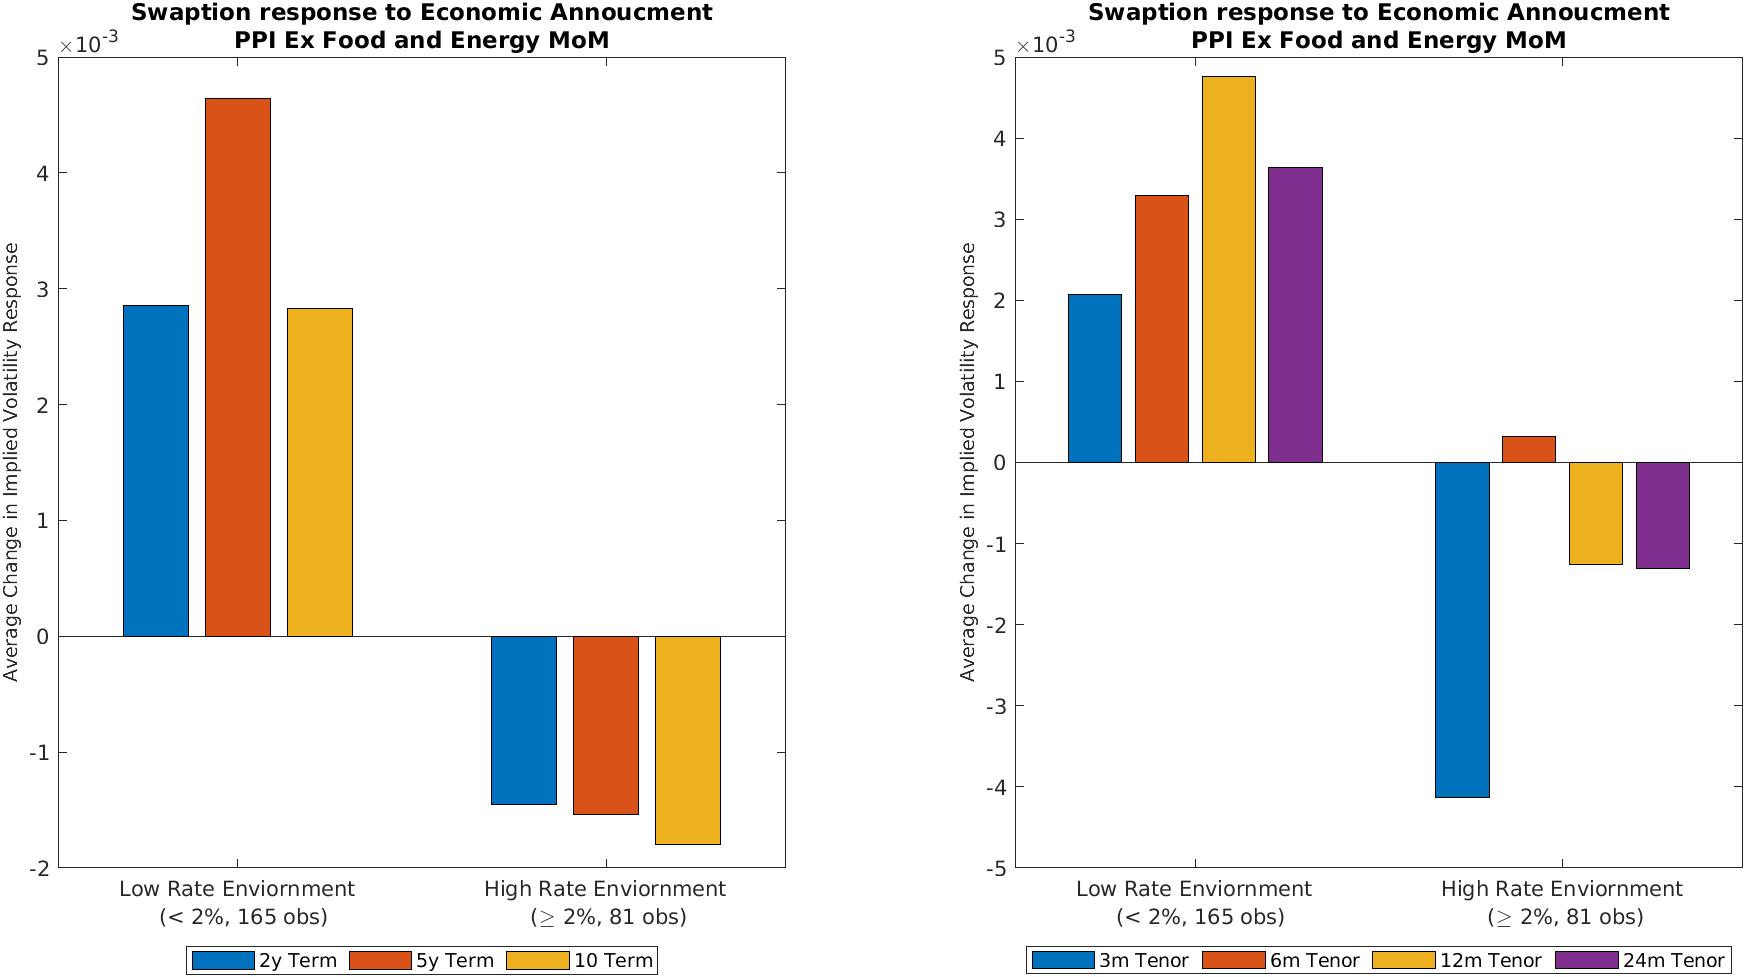 Swaption response to Economic Annoucment
PPI Ex Food and Energy MoM
×10-3
5
4
3
2
1
0
-1
-2
Average Change in Implied Volatility Response
Low Rate Enviornment
(< 2%, 165 obs)
High Rate Enviornment
(≥ 2%, 81 obs)
2y Term
5y Term
10 Term
Swaption response to Economic Annoucment
PPI Ex Food and Energy MoM
×10-3
5
4
3
2
1
0
-1
-2
-3
-4
-5
Average Change in Implied Volatility Response
Low Rate Enviornment
(< 2%, 165 obs)
High Rate Enviornment
(≥ 2%, 81 obs)
3m Tenor
6m Tenor
12m Tenor
24m Tenor